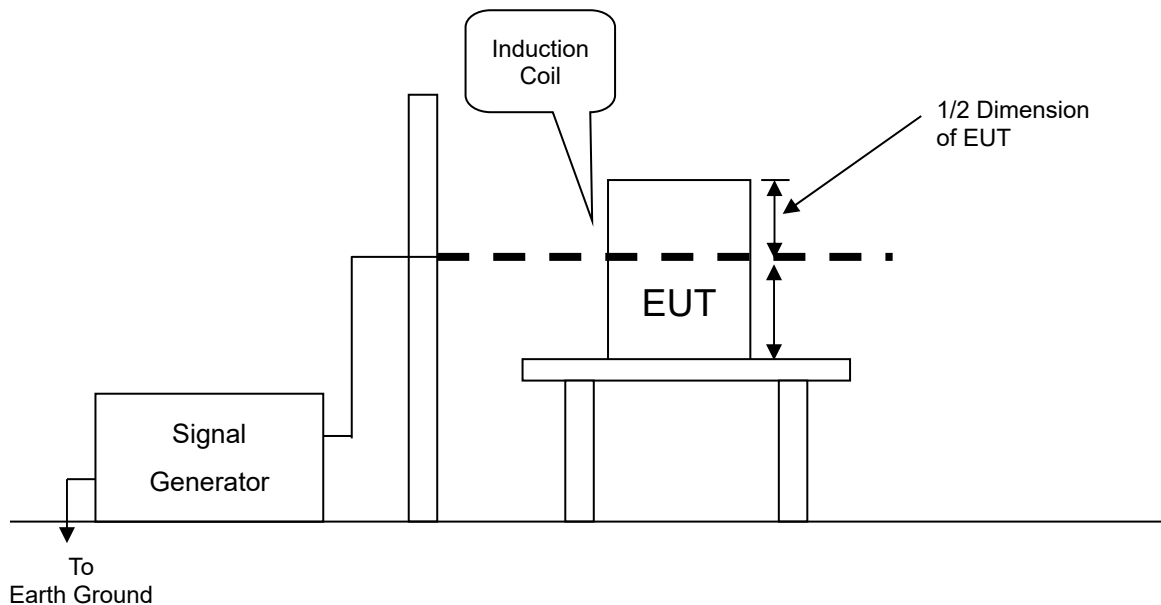 Induction
Coil
1/2 Dimension
of EUT
EUT
Signal
Generator
To
Earth Ground